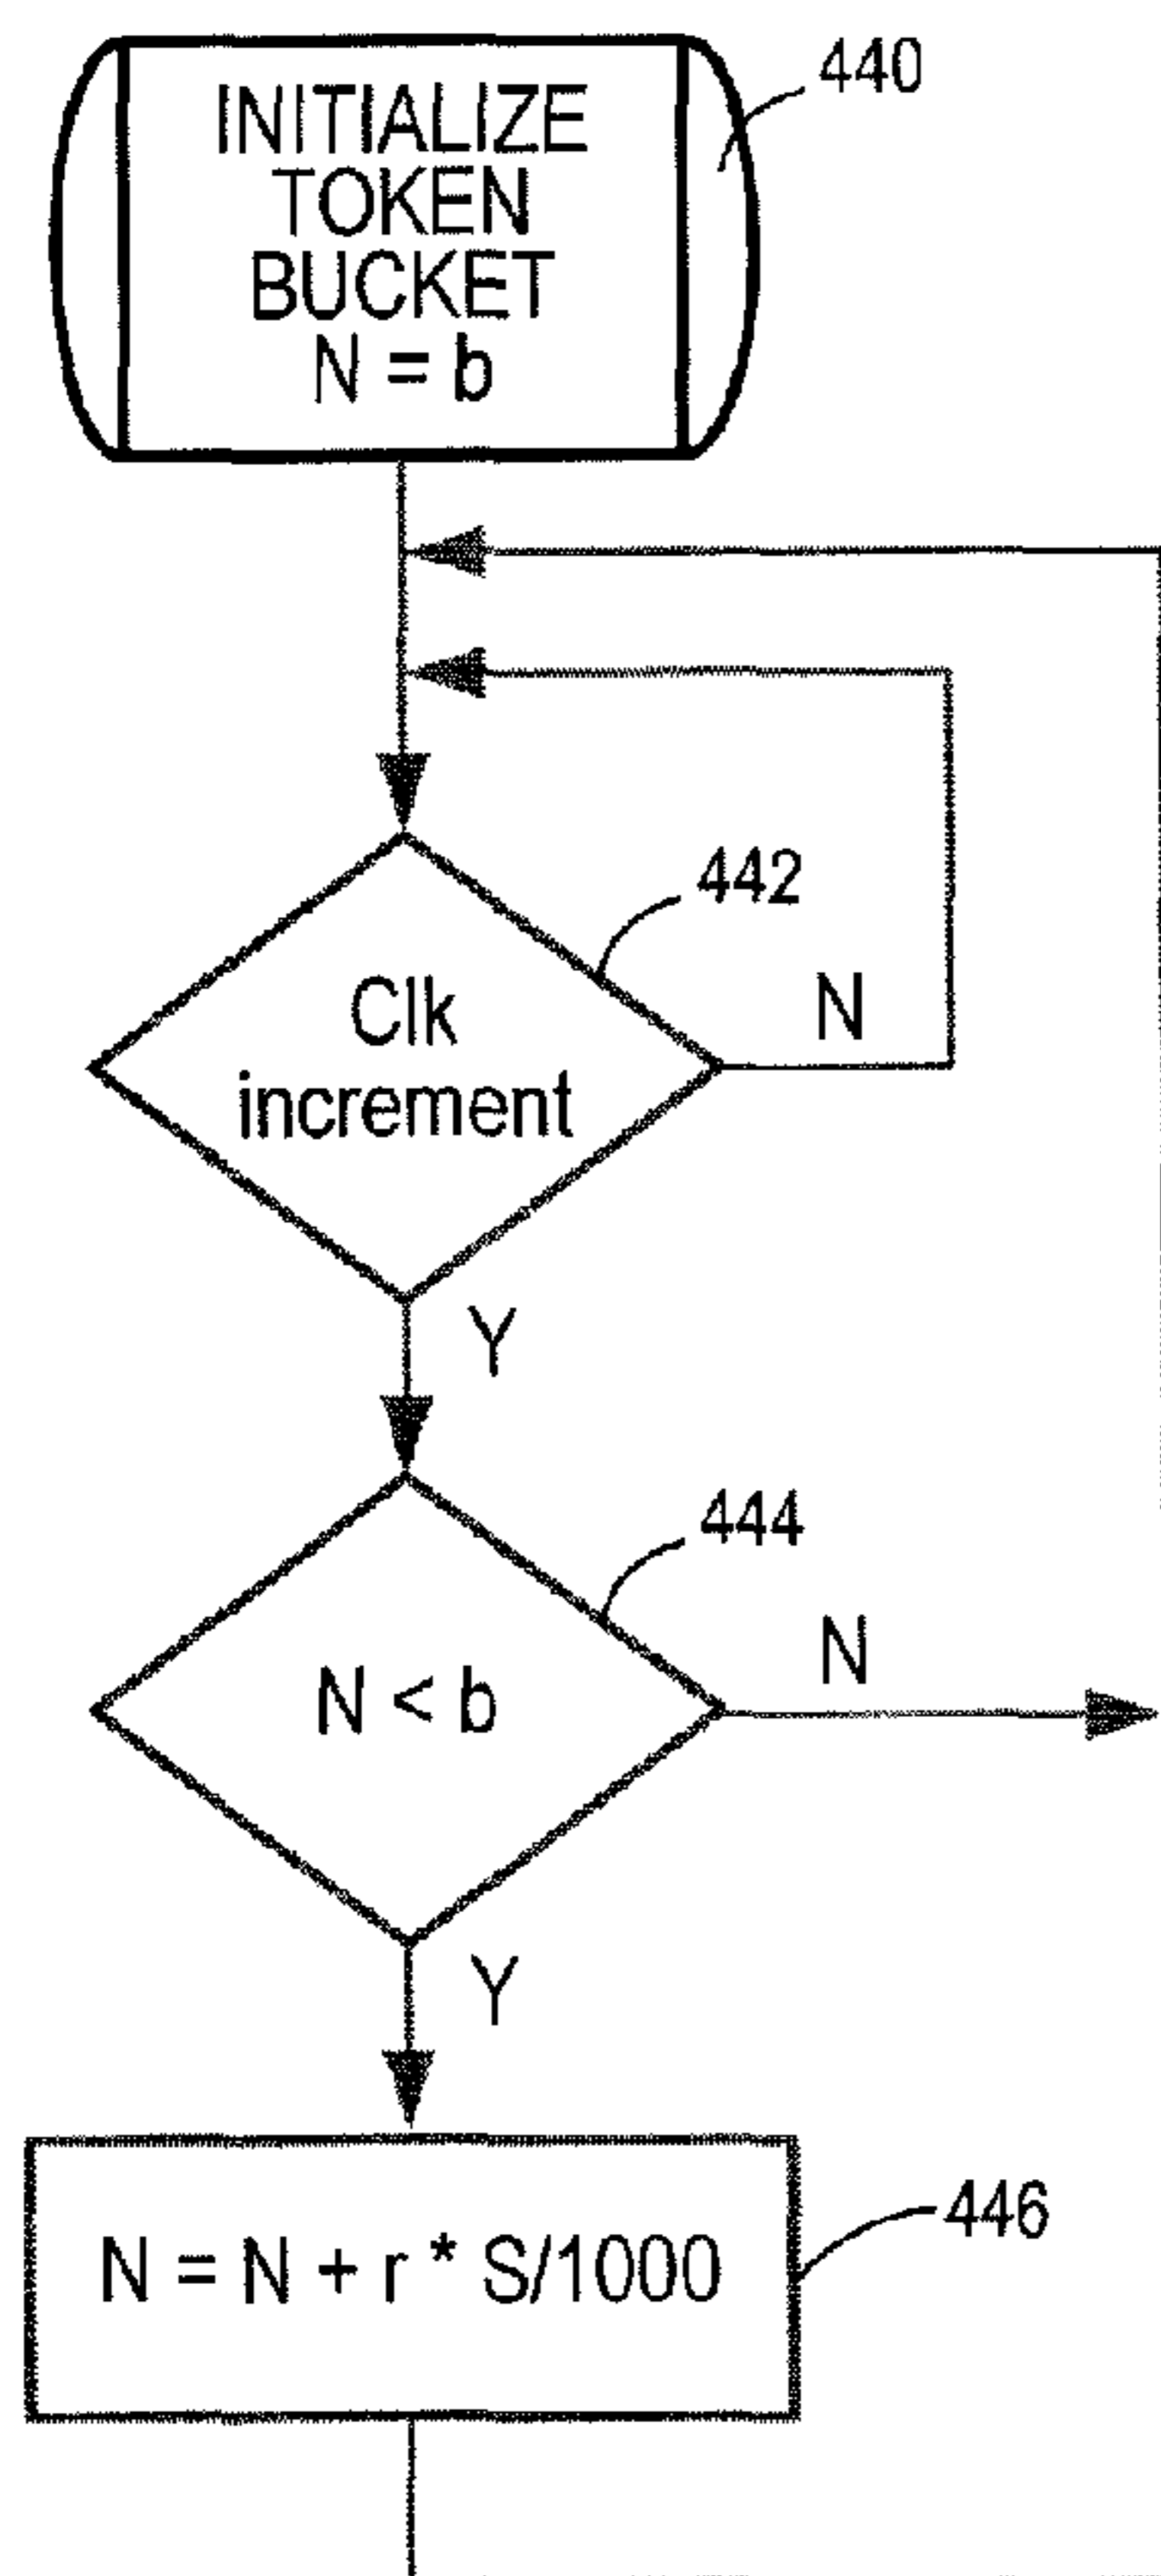 INITIALIZE
TOKEN
BUCKET
N = b
440
442
Clk
increment
N
Y
444
N < b
N
Y
N = N + r * S/1000
446